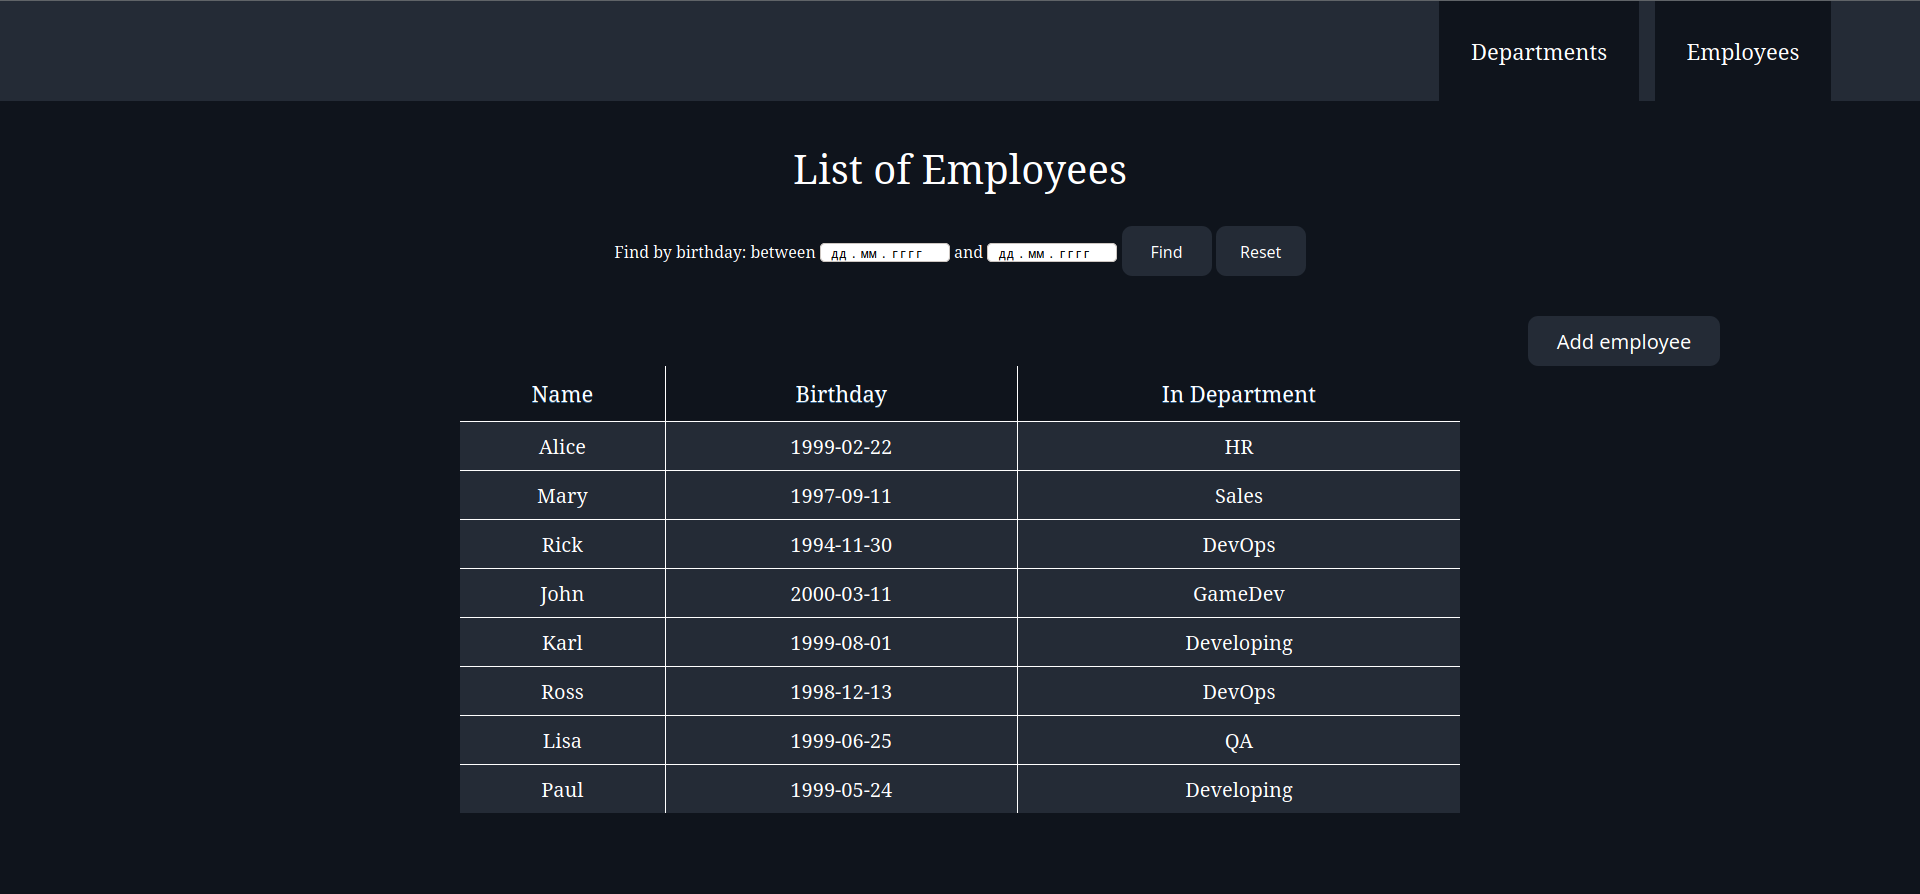 Departments Employees
List of Employees
Find by birthday: between дд.мм.гггг and дд.мм.гггг Find Reset
Add employee
Name Birthday In Department
Alice 1999-02-22 HR
Mary 1997-09-11 Sales
Rick 1994-11-30 DevOps
John 2000-03-11 GameDev
Karl 1999-08-01 Developing
Ross 1998-12-13 DevOps
Lisa 1999-06-25 QA
Paul 1999-05-24 Developing